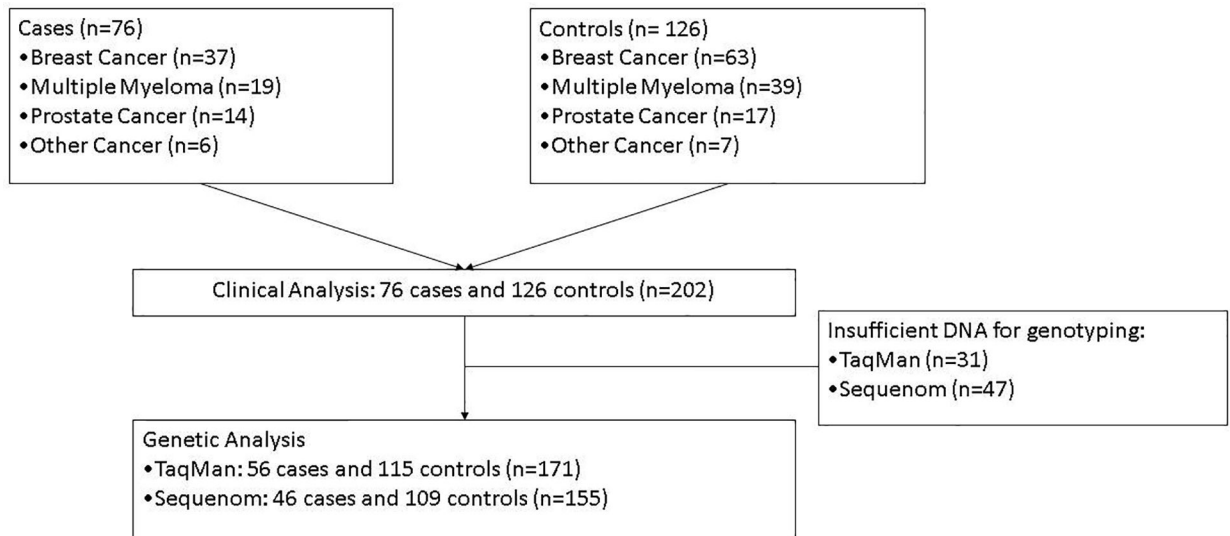 Cases (n=76)
•Breast Cancer (n=37)
•Multiple Myeloma (n=19)
•Prostate Cancer (n=14)
•Other Cancer (n=6)
Controls (n= 126)
•Breast Cancer (n=63)
•Multiple Myeloma (n=39)
•Prostate Cancer (n=17)
•Other Cancer (n=7)
Clinical Analysis: 76 cases and 126 controls (n=202)
Insufficient DNA for genotyping:
•TaqMan (n=31)
•Sequenom (n=47)
Genetic Analysis
•TaqMan: 56 cases and 115 controls (n=171)
•Sequenom: 46 cases and 109 controls (n=155)